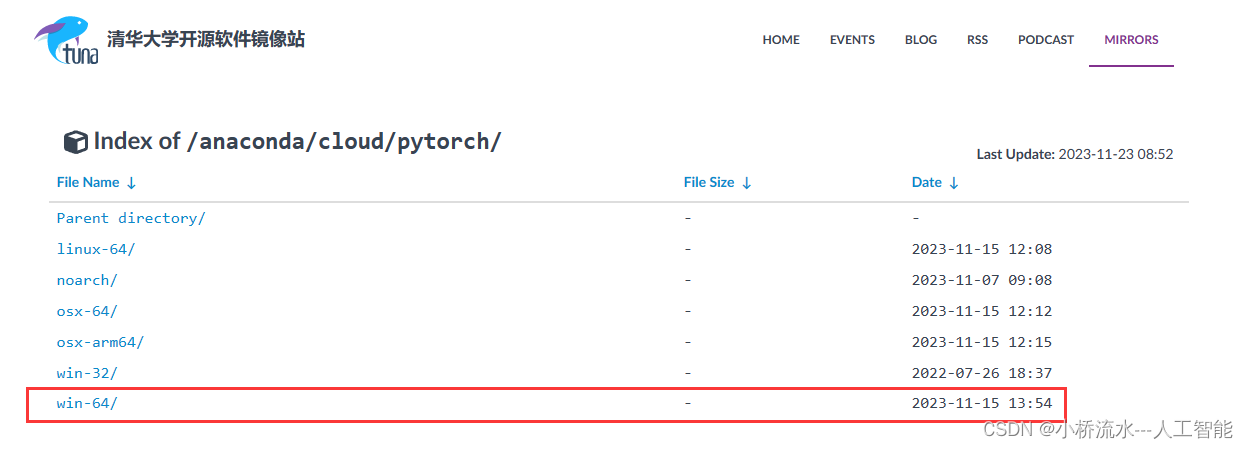 tuna 清华大学开源软件镜像站 HOME EVENTS BLOG RSS PODCAST MIRRORS
Index of /anaconda/cloud/pytorch/
Last Update: 2023-11-23 08:52
File Name ↓ File Size ↓ Date ↓
Parent directory/ - -
linux-64/ - 2023-11-15 12:08
noarch/ - 2023-11-07 09:08
osx-64/ - 2023-11-15 12:12
osx-arm64/ - 2023-11-15 12:15
win-32/ - 2022-07-26 18:37
win-64/ - 2023-11-15 13:54
CSDN @小桥流水---人工智能